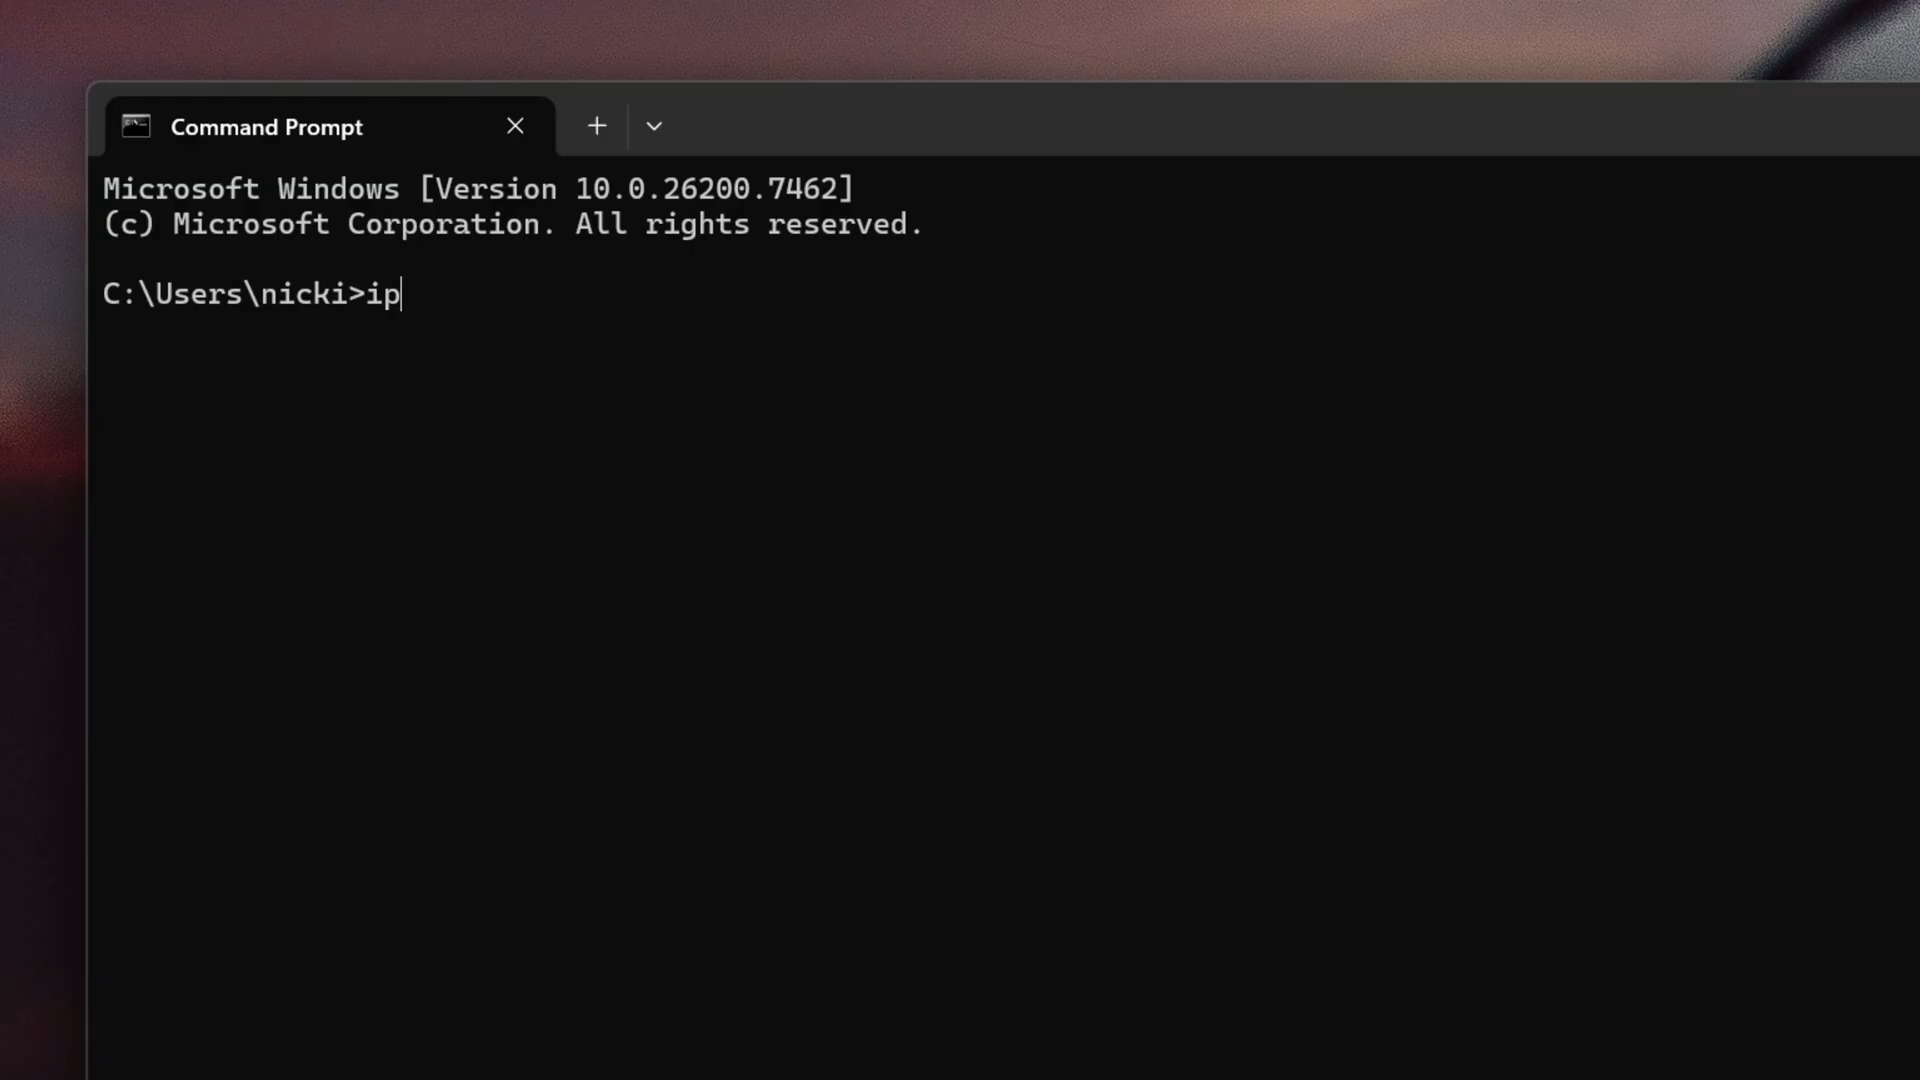 Command Prompt
Microsoft Windows [Version 10.0.26200.7462]
(c) Microsoft Corporation. All rights reserved.
C:\Users\nicki>ip